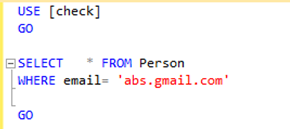 USE [check]
GO
SELECT * FROM Person
WHERE email= 'abs.gmail.com'
GO